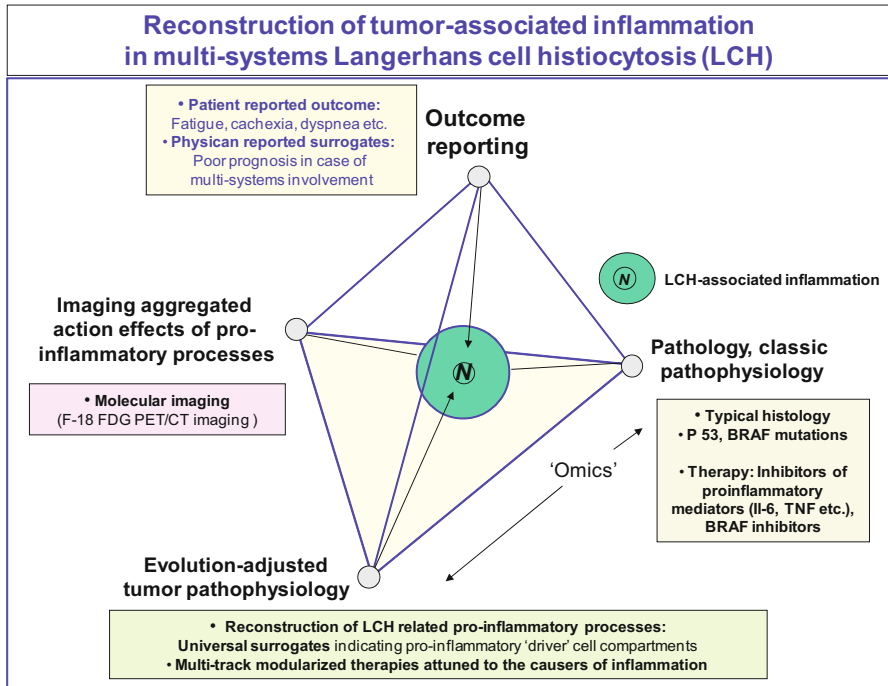 Reconstruction of tumor-associated inflammation
in multi-systems Langerhans cell histiocytosis (LCH)
• Patient reported outcome:
Fatigue, cachexia, dyspnea etc.
• Physican reported surrogates:
Poor prognosis in case of
multi-systems involvement
Outcome
reporting
N
LCH-associated inflammation
Imaging aggregated
action effects of pro-
inflammatory processes
• Molecular imaging
(F-18 FDG PET/CT imaging )
N
Pathology, classic
pathophysiology
• Typical histology
• P 53, BRAF mutations
• Therapy: Inhibitors of
proinflammatory
mediators (Il-6, TNF etc.),
BRAF inhibitors
‘Omics’
Evolution-adjusted
tumor pathophysiology
• Reconstruction of LCH related pro-inflammatory processes:
Universal surrogates indicating pro-inflammatory ‘driver’ cell compartments
• Multi-track modularized therapies attuned to the causers of inflammation